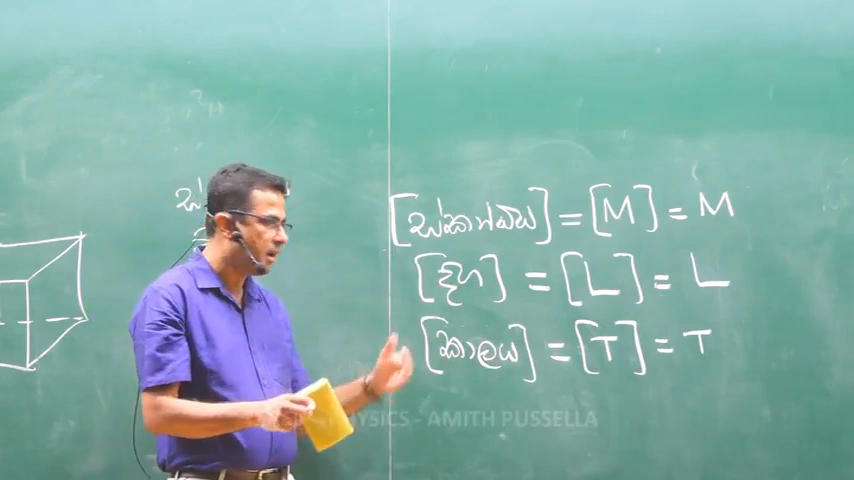 [ස්කන්ධය] = [M] = M
[දිග] = [L] = L
[කාලය] = [T] = T
PHYSICS - AMITH PUSSELLA